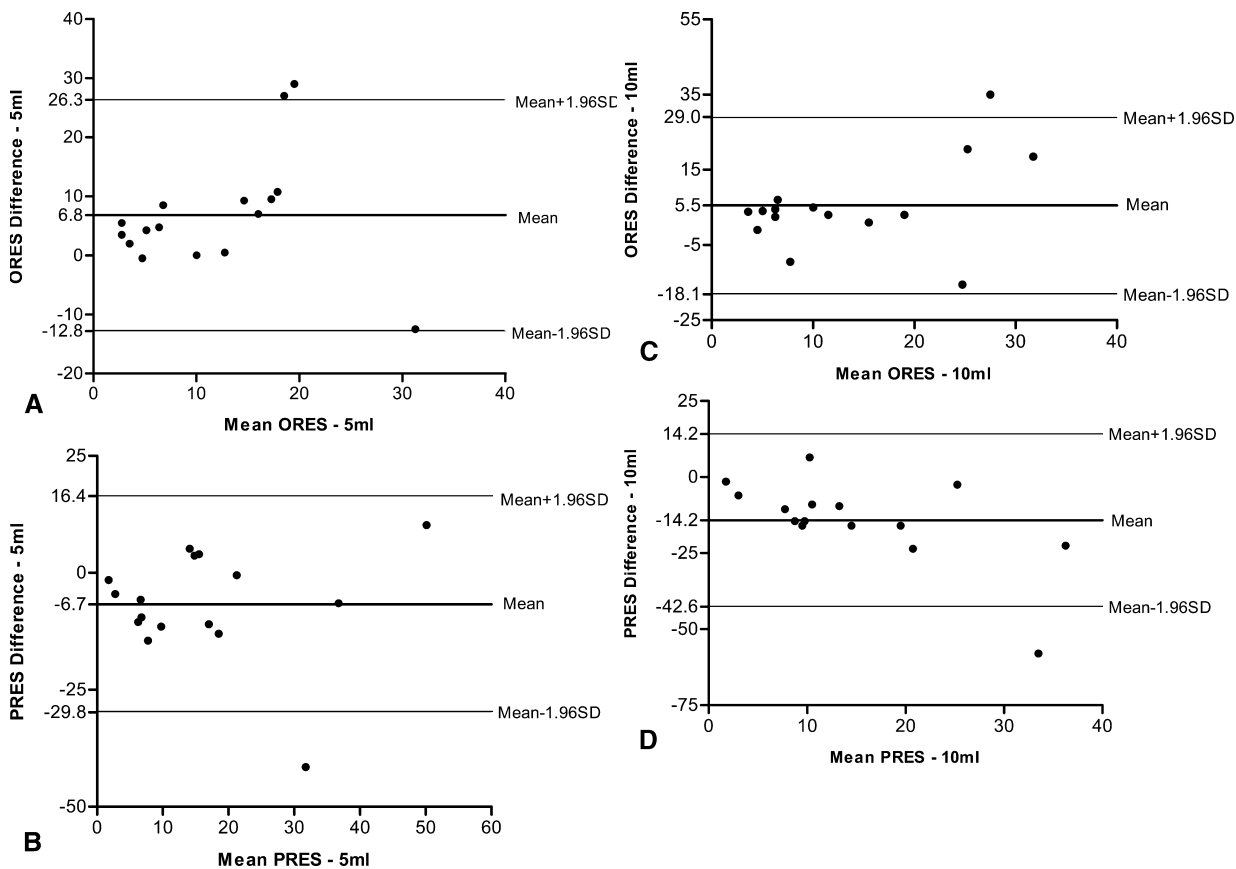 40
30
26.3
20
10
6.8
0
-10
-12.8
-20
0 10 20 30 40
ORES Difference - 5ml
Mean+1.96SD
Mean
Mean-1.96SD
Mean ORES - 5ml
A
55
35
29.0
15
5.5
-5
-18.1
-25
0 10 20 30 40
ORES Difference - 10ml
Mean+1.96SD
Mean
Mean-1.96SD
Mean ORES - 10ml
C
25
16.4
0
-6.7
-25
-29.8
-50
0 10 20 30 40 50 60
PRES Difference - 5ml
Mean+1.96SD
Mean
Mean-1.96SD
Mean PRES - 5ml
B
25
14.2
0
-14.2
-25
-42.6
-50
-75
0 10 20 30 40
PRES Difference - 10ml
Mean+1.96SD
Mean
Mean-1.96SD
Mean PRES - 10ml
D